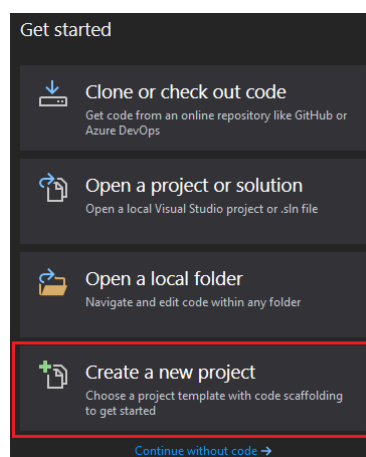 Get started
Clone or check out code
Get code from an online repository like GitHub or
Azure DevOps
Open a project or solution
Open a local Visual Studio project or .sln file
Open a local folder
Navigate and edit code within any folder
Create a new project
Choose a project template with code scaffolding
to get started
Continue without code →